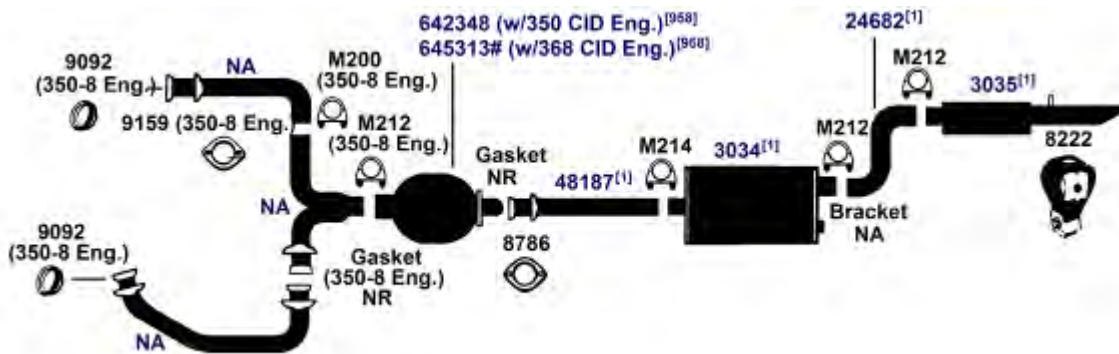 642348 (w/350 CID Eng.)[958]
645313# (w/368 CID Eng.)[958]
24682[1]
9092
(350-8 Eng.)
NA
M200
(350-8 Eng.)
M212
3035[1]
9159 (350-8 Eng.)
M212
(350-8 Eng.)
Gasket
NR
M214
3034[1]
M212
8222
48187[1]
NA
Bracket
NA
9092
(350-8 Eng.)
Gasket
(350-8 Eng.)
NR
8786
NA